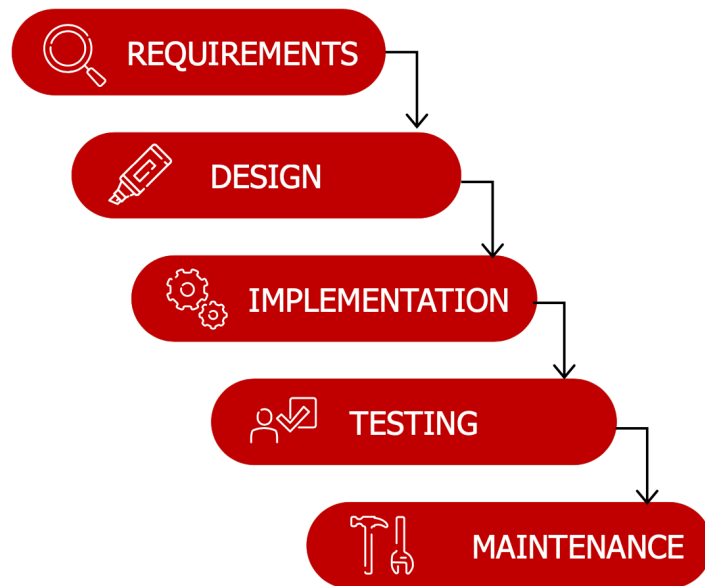 REQUIREMENTS
DESIGN
IMPLEMENTATION
TESTING
MAINTENANCE